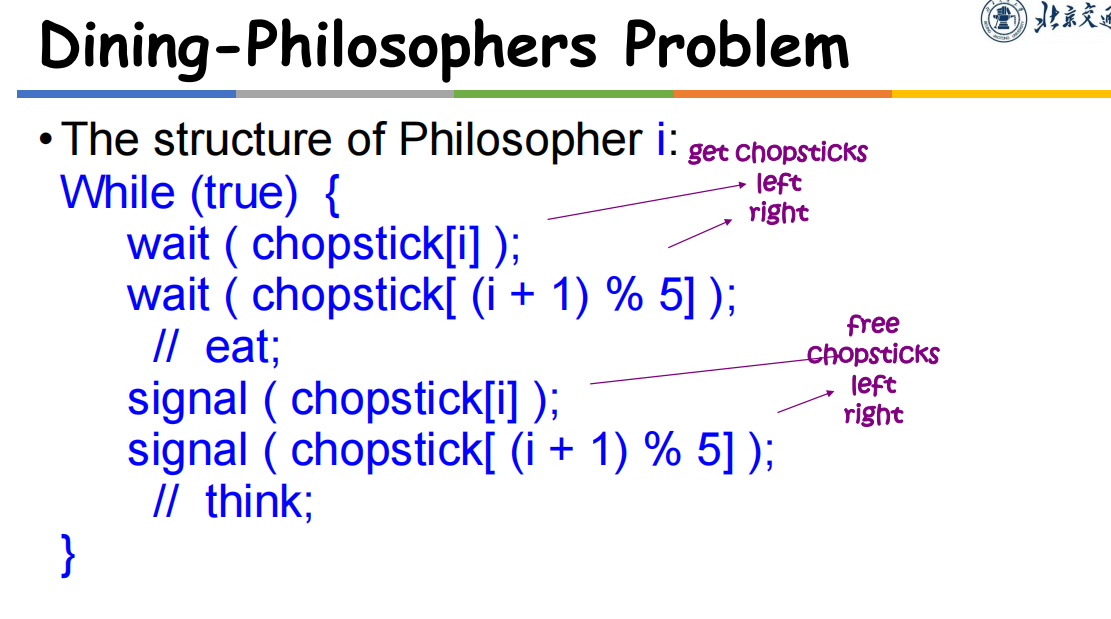 Dining-Philosophers Problem
北京交通
• The structure of Philosopher i:
get chopsticks
left
right
While (true) {
wait ( chopstick[i] );
wait ( chopstick[ (i + 1) % 5] );
// eat;
free
chopsticks
left
right
signal ( chopstick[i] );
signal ( chopstick[ (i + 1) % 5] );
// think;
}